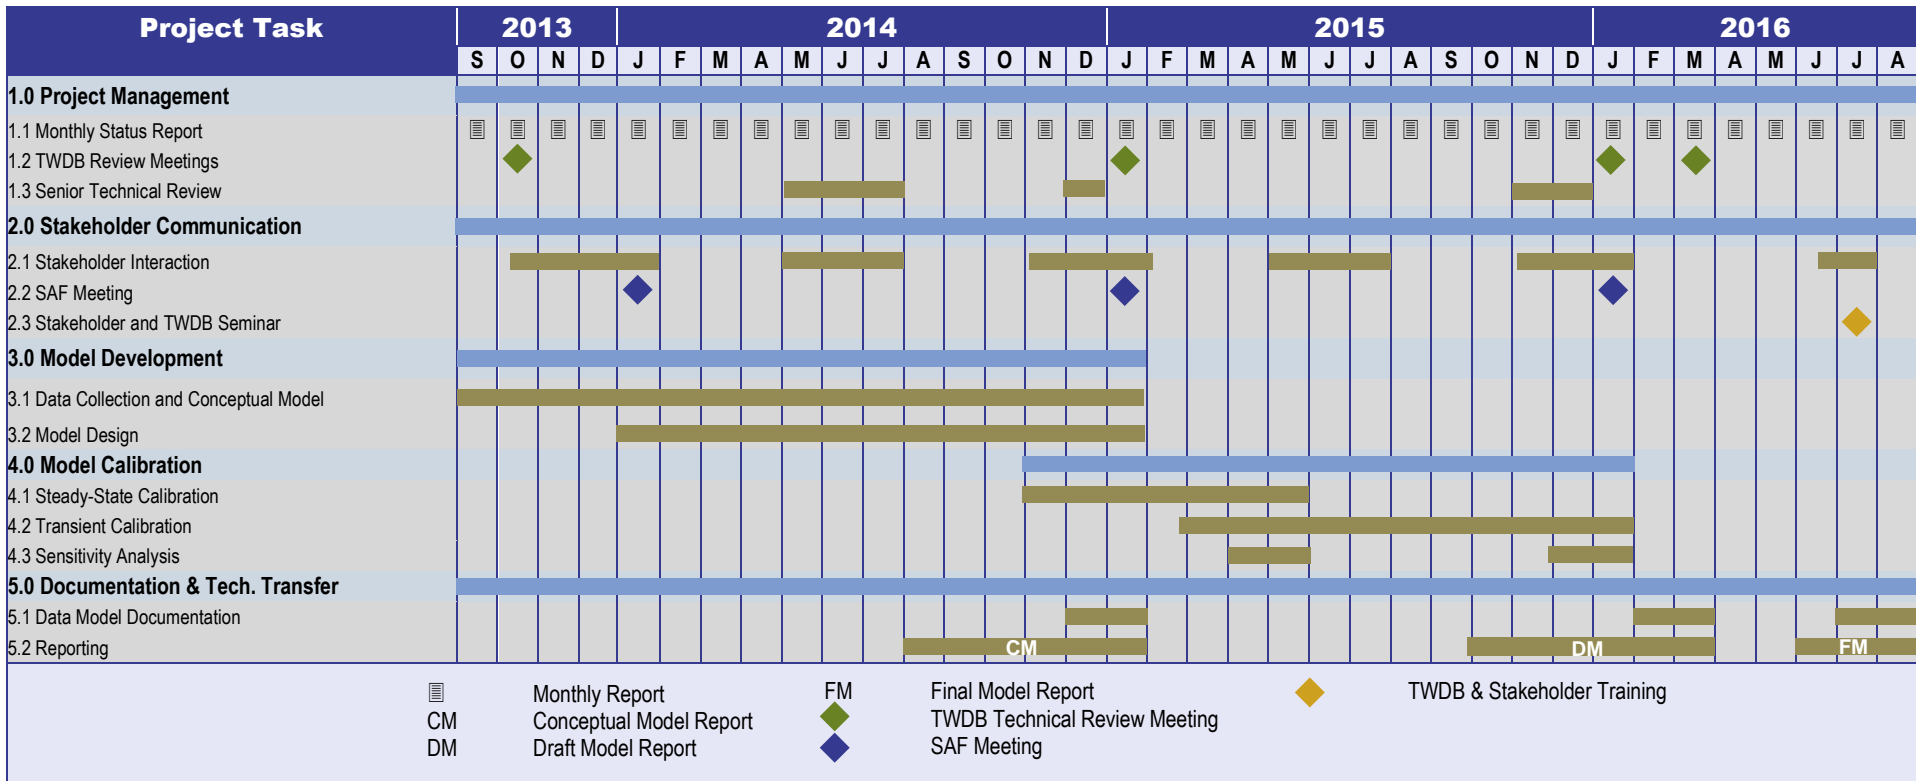 Project Task 2013 2014 2015 2016
S O N D J F M A M J J A S O N D J F M A M J J A S O N D J F M A M J J A
1.0 Project Management
1.1 Monthly Status Report
1.2 TWDB Review Meetings
1.3 Senior Technical Review
2.0 Stakeholder Communication
2.1 Stakeholder Interaction
2.2 SAF Meeting
2.3 Stakeholder and TWDB Seminar
3.0 Model Development
3.1 Data Collection and Conceptual Model
3.2 Model Design
4.0 Model Calibration
4.1 Steady-State Calibration
4.2 Transient Calibration
4.3 Sensitivity Analysis
5.0 Documentation & Tech. Transfer
5.1 Data Model Documentation
5.2 Reporting CM DM FM
Monthly Report FM Final Model Report TWDB & Stakeholder Training
CM Conceptual Model Report TWDB Technical Review Meeting
DM Draft Model Report SAF Meeting